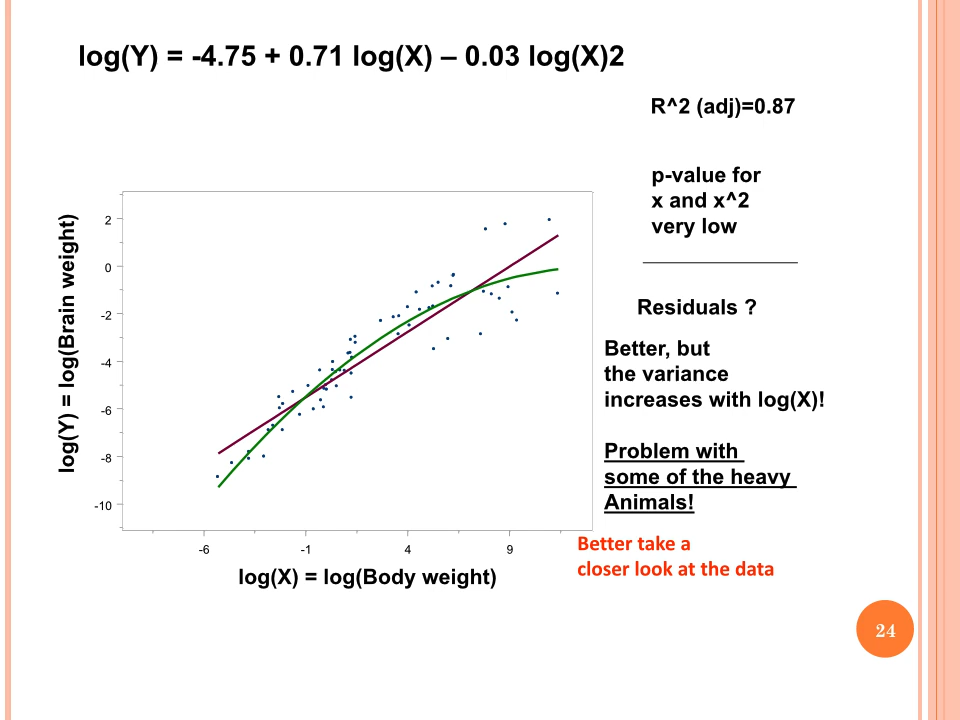 log(Y) = -4.75 + 0.71 log(X) – 0.03 log(X)2
R^2 (adj)=0.87
p-value for
x and x^2
very low
Residuals ?
Better, but
the variance
increases with log(X)!
Problem with
some of the heavy
Animals!
Better take a
closer look at the data
log(Y) = log(Brain weight)
2
0
-2
-4
-6
-8
-10
-6 -1 4 9
log(X) = log(Body weight)
24